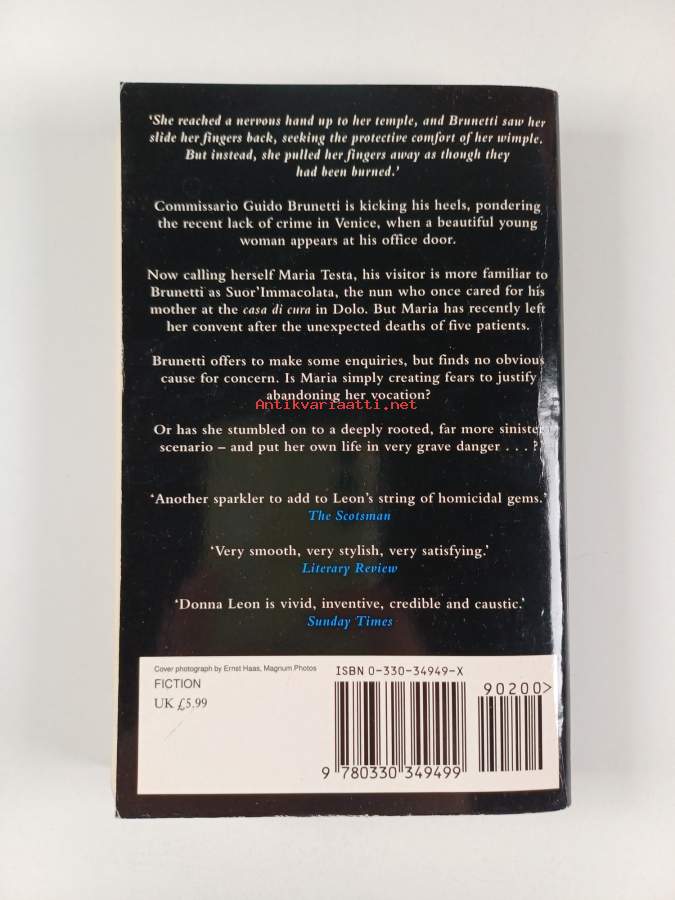 ‘She reached a nervous hand up to her temple, and Brunetti saw her
slide her fingers back, seeking the protective comfort of her wimple.
But instead, she pulled her fingers away as though they
had been burned.’
Commissario Guido Brunetti is kicking his heels, pondering
the recent lack of crime in Venice, when a beautiful young
woman appears at his office door.
Now calling herself Maria Testa, his visitor is more familiar to
Brunetti as Suor’Immacolata, the nun who once cared for his
mother at the casa di cura in Dolo. But Maria has recently left
her convent after the unexpected deaths of five patients.
Brunetti offers to make some enquiries, but finds no obvious
cause for concern. Is Maria simply creating fears to justify
abandoning her vocation?
Antikvariaatti.net
Or has she stumbled on to a deeply rooted, far more sinister
scenario – and put her own life in very grave danger . . . ?
‘Another sparkler to add to Leon’s string of homicidal gems.’
The Scotsman
‘Very smooth, very stylish, very satisfying.’
Literary Review
‘Donna Leon is vivid, inventive, credible and caustic.’
Sunday Times
Cover photograph by Ernst Haas, Magnum Photos
FICTION
UK £5.99
ISBN 0-330-34949-X
90200>
9 780330 349499